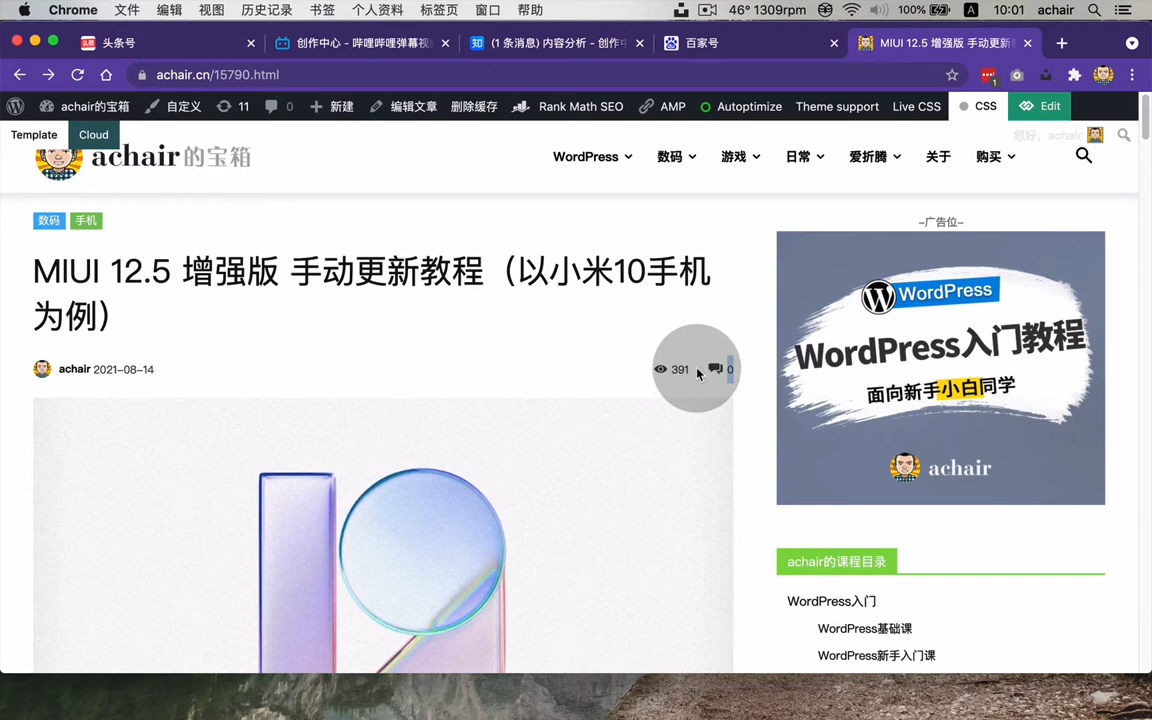 Chrome 文件 编辑 视图 历史记录 书签 个人资料 标签页 窗口 帮助 46° 1309rpm 100% A 10:01 achair
头条号 创作中心 - 哔哩哔哩弹幕视 (1 条消息) 内容分析 - 创作中 百家号 MIUI 12.5 增强版 手动更新
achair.cn/15790.html
achair的宝箱 自定义 11 0 新建 编辑文章 删除缓存 Rank Math SEO AMP Autoptimize Theme support Live CSS CSS Edit
Template Cloud 您好，achair
achair的宝箱 WordPress 数码 游戏 日常 爱折腾 关于 购买
数码 手机
–广告位–
MIUI 12.5 增强版 手动更新教程（以小米10手机
为例）
achair 2021-08-14 391 0
WordPress
WordPress入门教程
面向新手小白同学
achair
achair的课程目录
WordPress入门
WordPress基础课
WordPress新手入门课